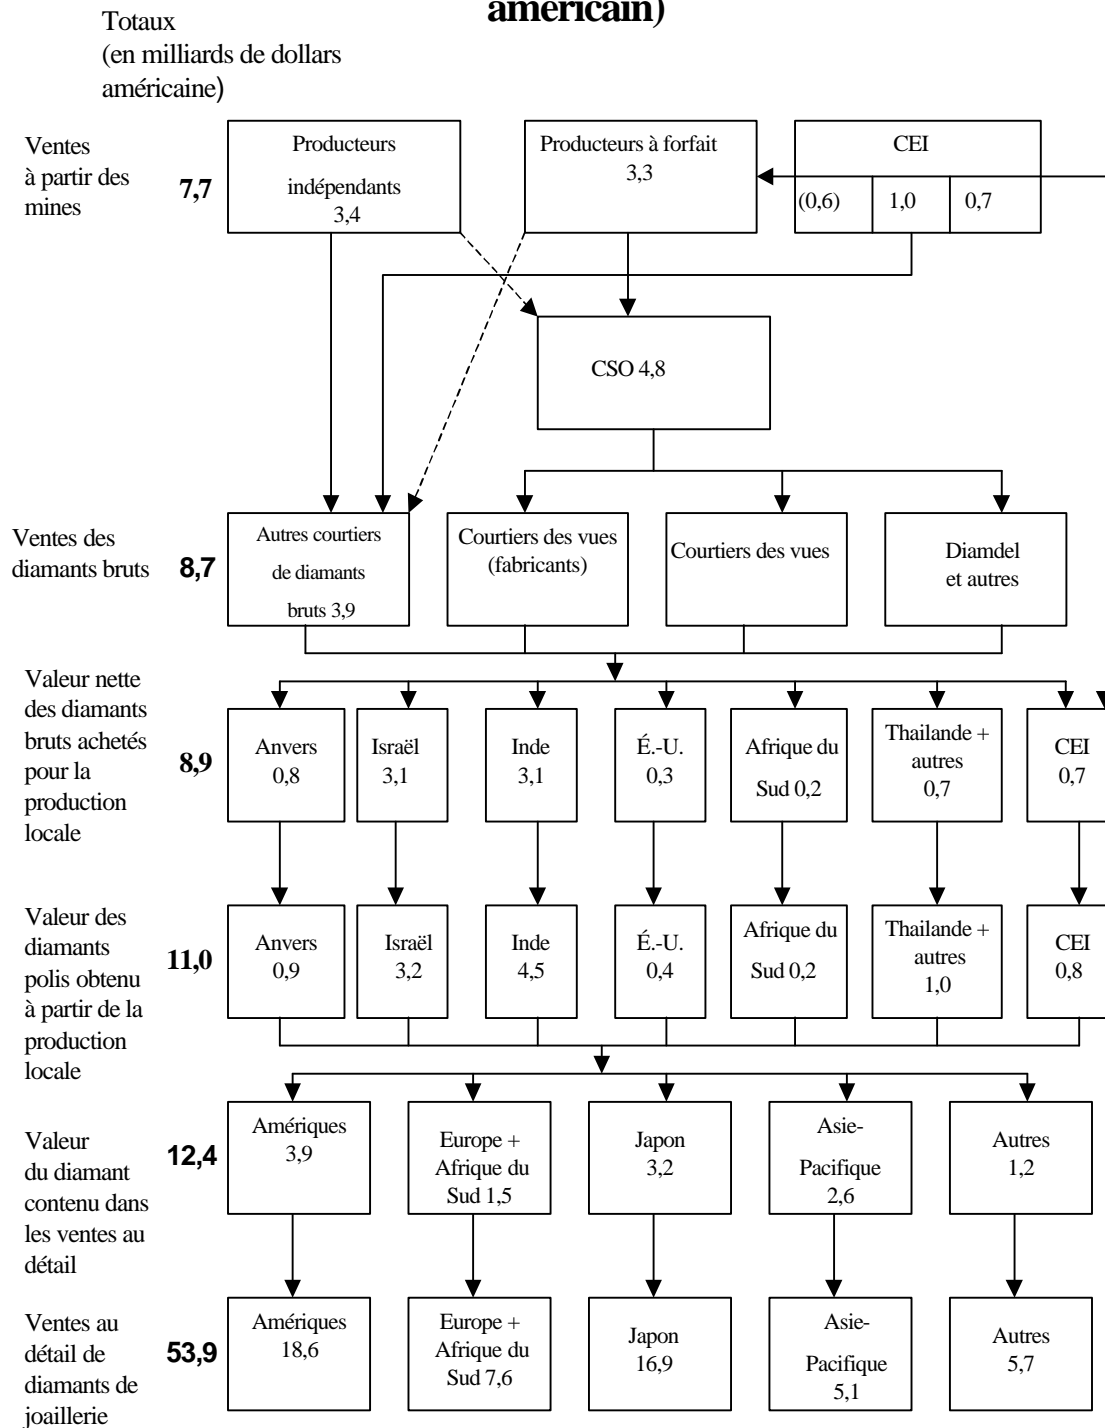 américain)
Totaux
(en milliards de dollars
américaine)
Ventes
à partir des
mines
7,7
Producteurs
indépendants
3,4
Producteurs à forfait
3,3
CEI
(0,6)
1,0
0,7
CSO 4,8
Ventes des
diamants bruts
8,7
Autres courtiers
de diamants
bruts 3,9
Courtiers des vues
(fabricants)
Courtiers des vues
Diamdel
et autres
Valeur nette
des diamants
bruts achetés
pour la
production
locale
8,9
Anvers
0,8
Israël
3,1
Inde
3,1
É.-U.
0,3
Afrique du
Sud 0,2
Thailande +
autres
0,7
CEI
0,7
Valeur des
diamants
polis obtenu
à partir de la
production
locale
11,0
Anvers
0,9
Israël
3,2
Inde
4,5
É.-U.
0,4
Afrique du
Sud 0,2
Thailande +
autres
1,0
CEI
0,8
Valeur
du diamant
contenu dans
les ventes au
détail
12,4
Amériques
3,9
Europe +
Afrique du
Sud 1,5
Japon
3,2
Asie-
Pacifique
2,6
Autres
1,2
Ventes au
détail de
diamants de
joaillerie
53,9
Amériques
18,6
Europe +
Afrique du
Sud 7,6
Japon
16,9
Asie-
Pacifique
5,1
Autres
5,7